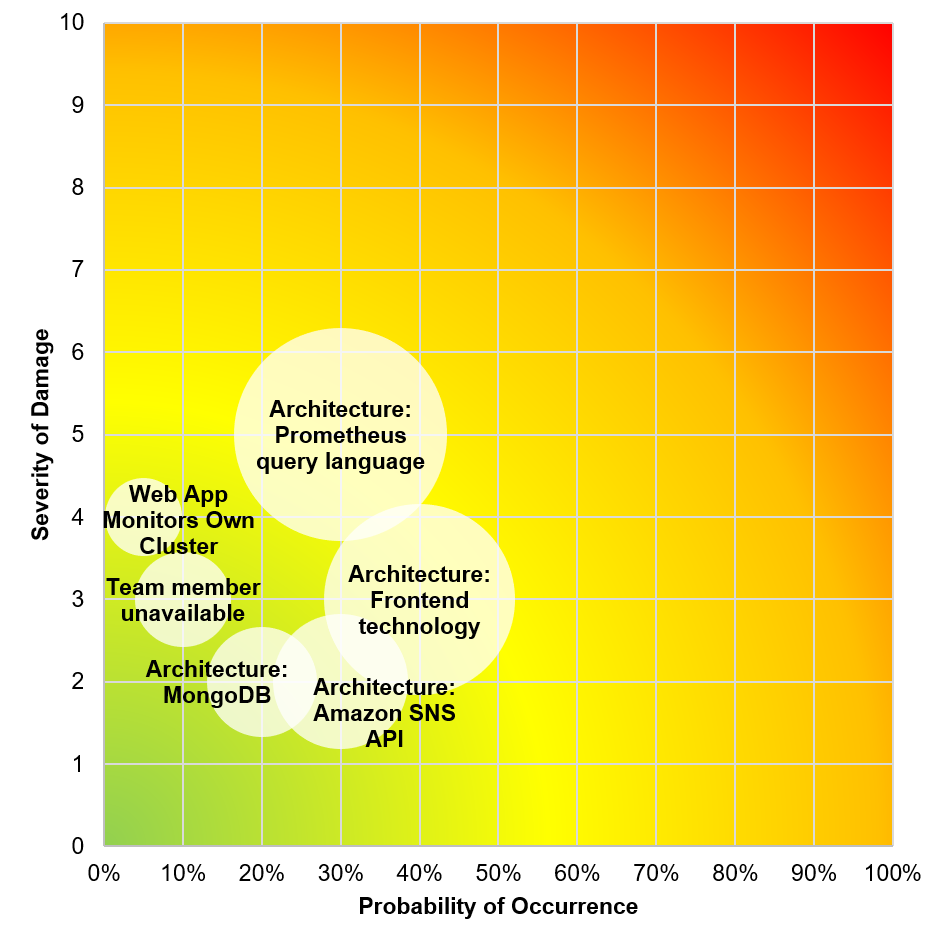 10
9
8
7
6
5
4
3
2
1
0
Severity of Damage
Architecture:
Prometheus
query language
Web App
Monitors Own
Cluster
Architecture:
Frontend
technology
Team member
unavailable
Architecture:
MongoDB
Architecture:
Amazon SNS
API
0% 10% 20% 30% 40% 50% 60% 70% 80% 90% 100%
Probability of Occurrence